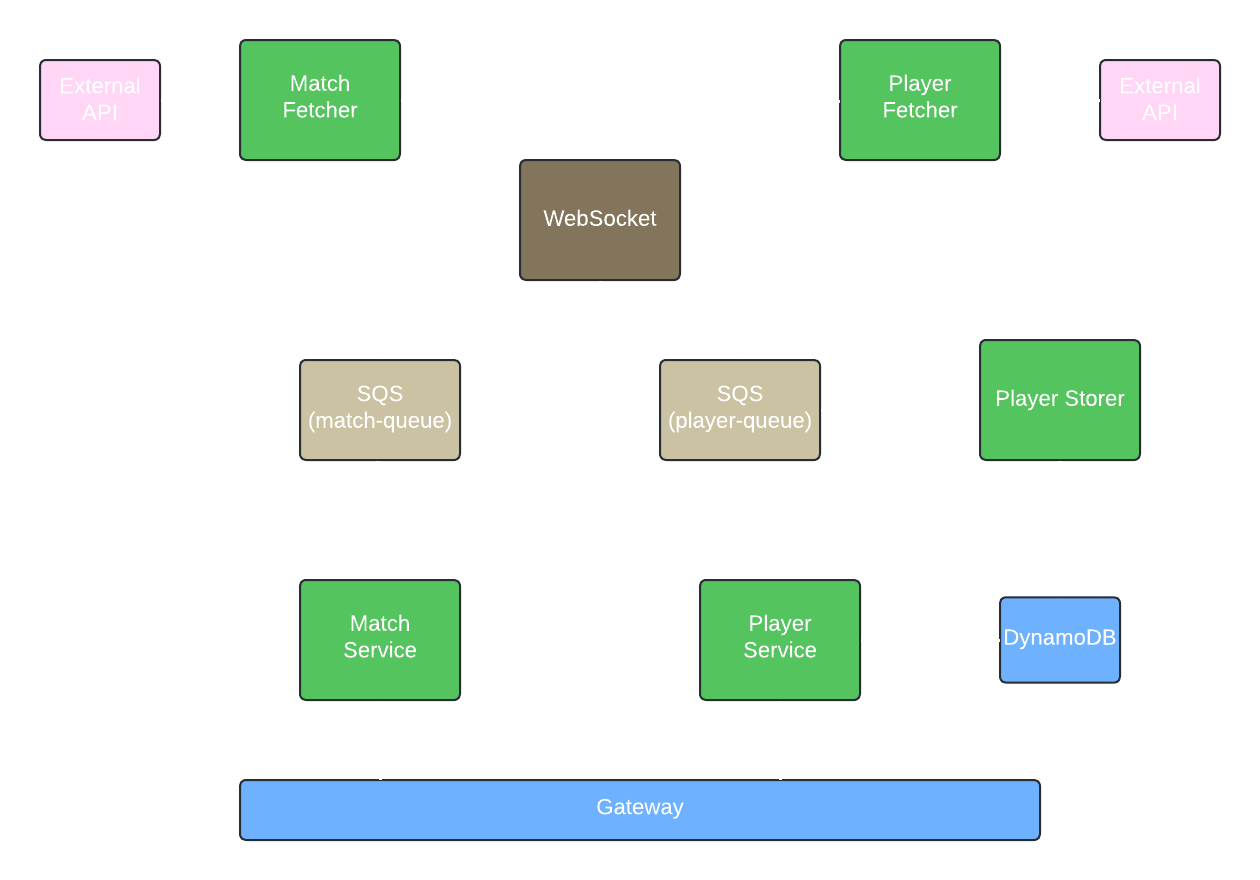 External
API
Match
Fetcher
Player
Fetcher
External
API
WebSocket
SQS
(match-queue)
SQS
(player-queue)
Player Storer
Match
Service
Player
Service
DynamoDB
Gateway